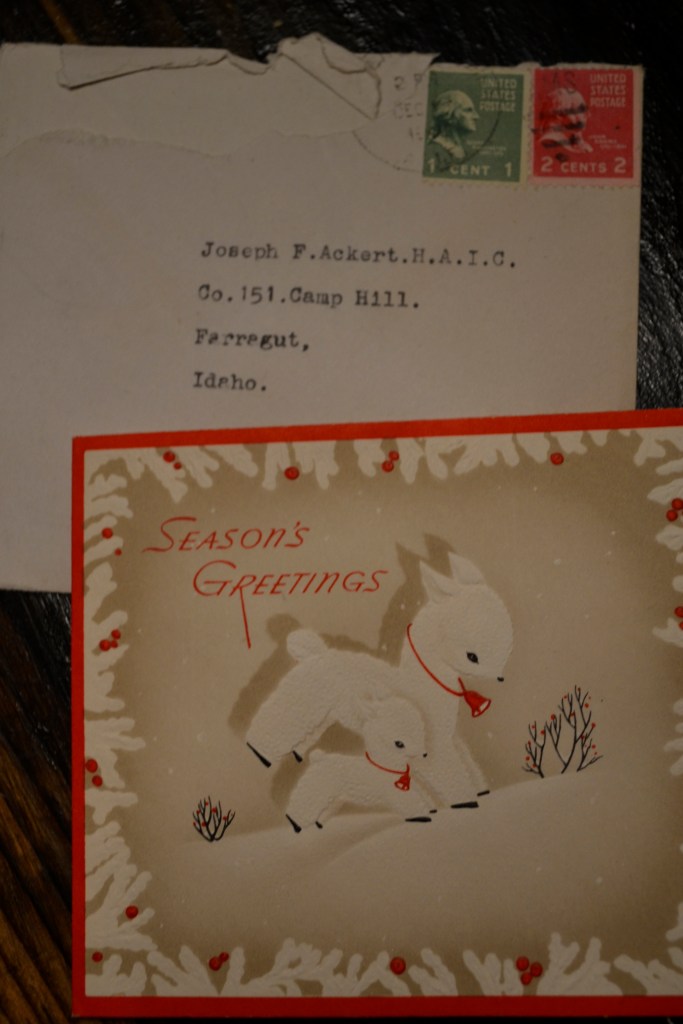 UNITED
STATES
POSTAGE
1 CENT 1
UNITED
STATES
POSTAGE
2 CENTS 2
Joseph F.Ackert.H.A.I.C.
Co.151.Camp Hill.
Farragut,
Idaho.
SEASON'S
GREETINGS